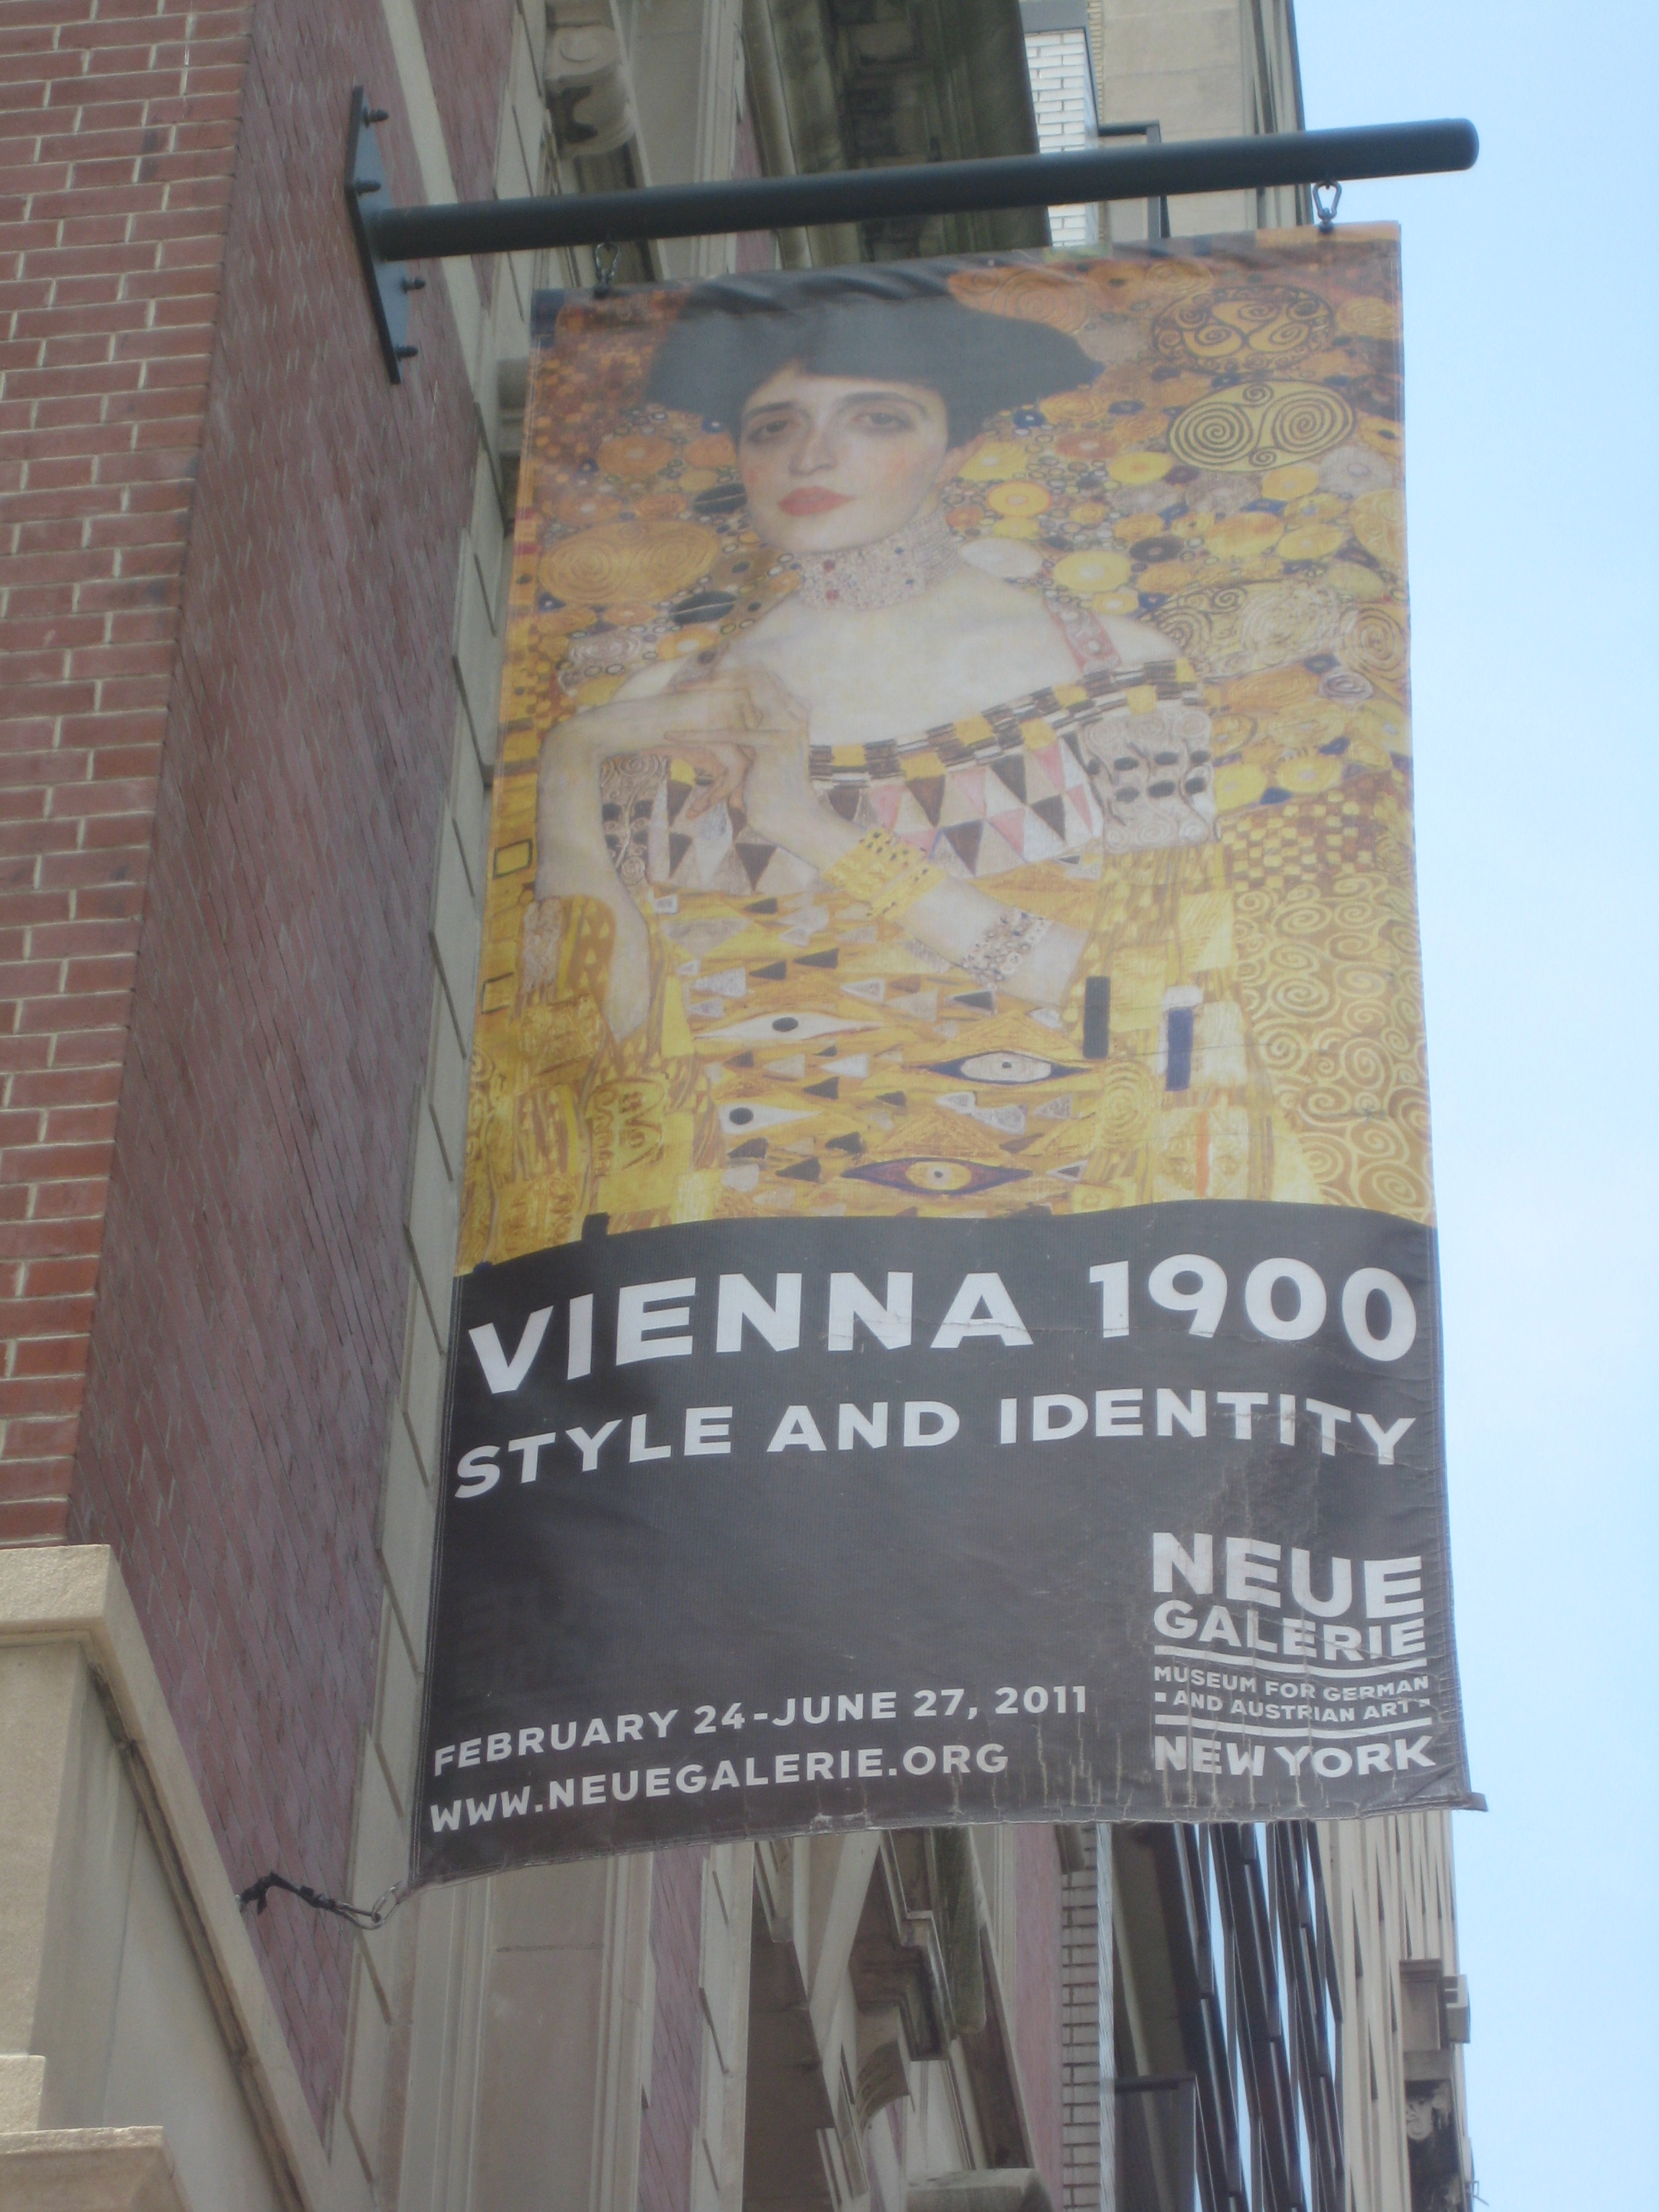 VIENNA 1900
STYLE AND IDENTITY
NEUE
GALERIE
MUSEUM FOR GERMAN
▪ AND AUSTRIAN ART ▪
NEW YORK
FEBRUARY 24-JUNE 27, 2011
WWW.NEUEGALERIE.ORG